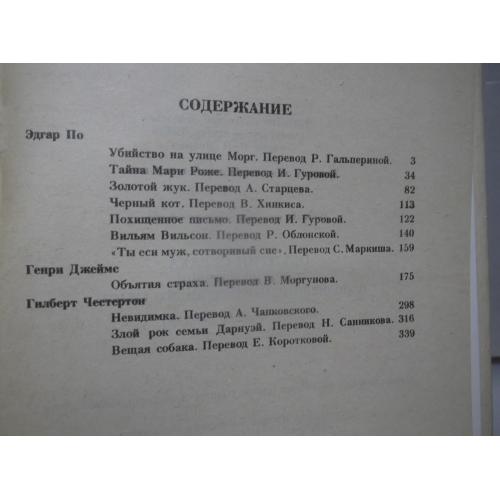 СОДЕРЖАНИЕ
Эдгар По
Убийство на улице Морг. Перевод Р. Гальпериной. 3
Тайна Мари Роже. Перевод И. Гуровой. 34
Золотой жук. Перевод А. Старцева. 82
Черный кот. Перевод В. Хинкиса. 113
Похищенное письмо. Перевод И. Гуровой. 122
Вильям Вильсон. Перевод Р. Облонской. 140
«Ты еси муж, сотворивый сие». Перевод С. Маркиша. 159
Генри Джеймс
Объятия страха. Перевод В. Моргунова. 175
Гилберт Честертон
Невидимка. Перевод А. Чапковского. 298
Злой рок семьи Дарнуэй. Перевод Н. Санникова. 316
Вещая собака. Перевод Е. Коротковой. 339